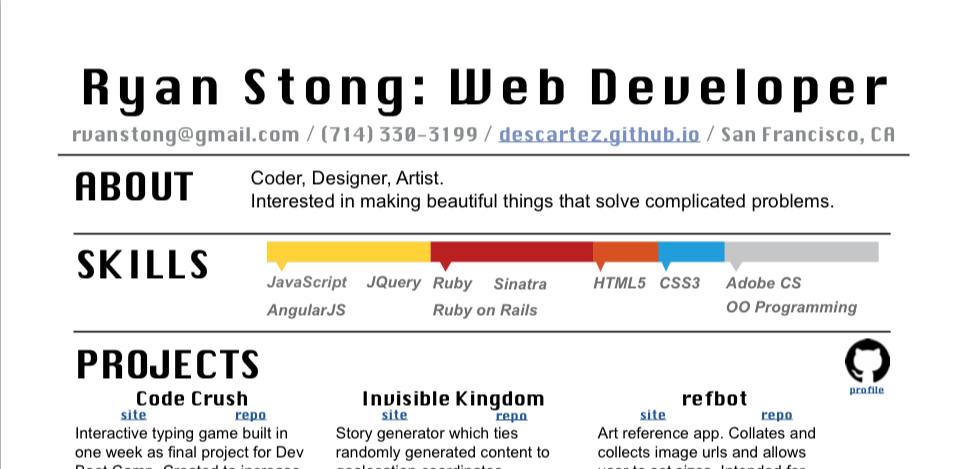 Ryan Stong: Web Developer
rvanstong@gmail.com / (714) 330-3199 / descartez.github.io / San Francisco, CA
ABOUT
Coder, Designer, Artist.
Interested in making beautiful things that solve complicated problems.
SKILLS
JavaScript JQuery Ruby Sinatra HTML5 CSS3 Adobe CS
AngularJS Ruby on Rails OO Programming
PROJECTS
profile
Code Crush Invisible Kingdom refbot
site repo site repo site repo
Interactive typing game built in Story generator which ties Art reference app. Collates and
one week as final project for Dev randomly generated content to collects image urls and allows